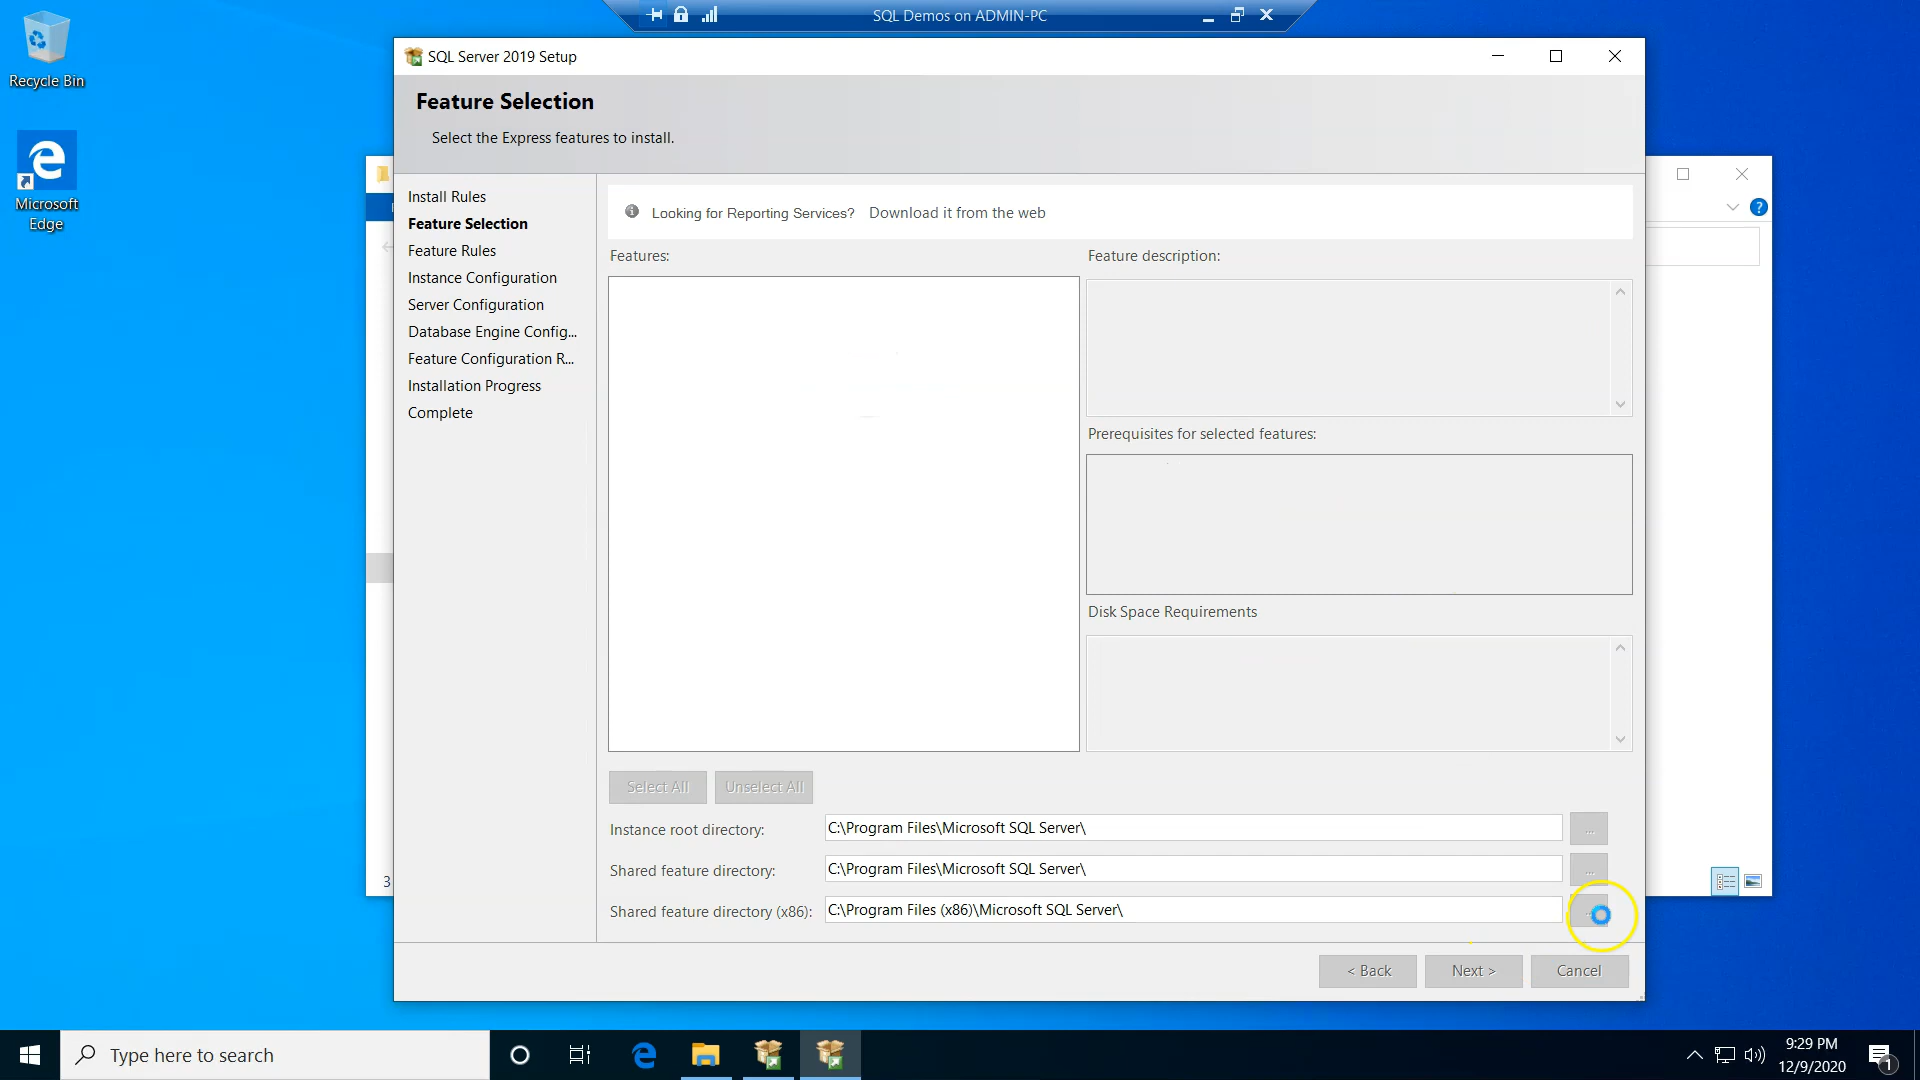 SQL Demos on ADMIN-PC
Recycle Bin
Microsoft
Edge
SQL Server 2019 Setup
Feature Selection
Select the Express features to install.
Install Rules
Feature Selection
Feature Rules
Instance Configuration
Server Configuration
Database Engine Config...
Feature Configuration R...
Installation Progress
Complete
Looking for Reporting Services? Download it from the web
Features:
Feature description:
Prerequisites for selected features:
Disk Space Requirements
Select All
Unselect All
Instance root directory:
C:\Program Files\Microsoft SQL Server\
...
Shared feature directory:
C:\Program Files\Microsoft SQL Server\
...
Shared feature directory (x86):
C:\Program Files (x86)\Microsoft SQL Server\
< Back
Next >
Cancel
3
?
Type here to search
9:29 PM
12/9/2020
1